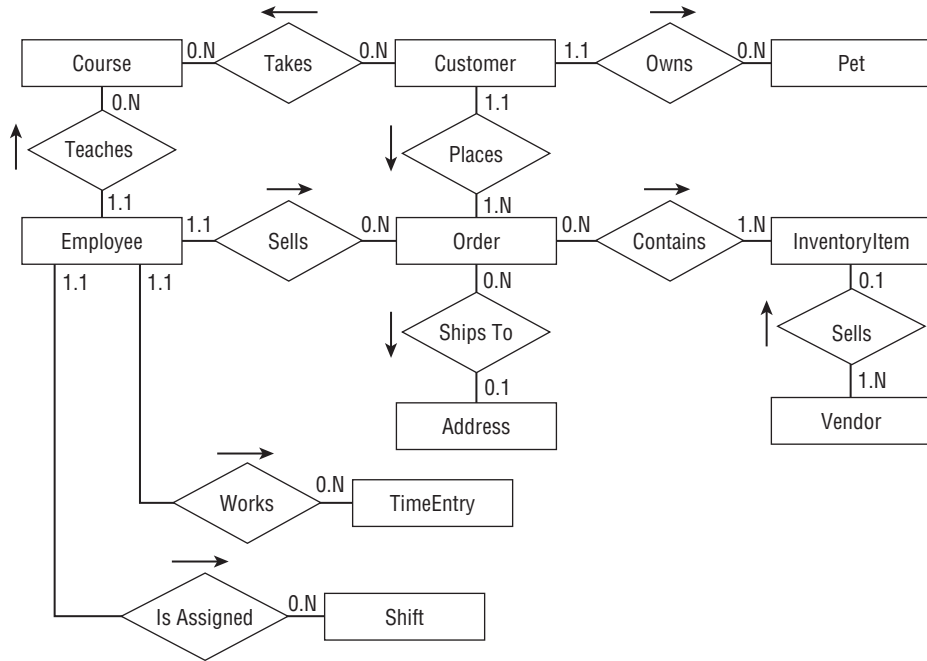 Course
0.N
Takes
0.N
Customer
1.1
Owns
0.N
Pet
0.N
1.1
Teaches
Places
1.1
1.N
Employee
1.1
Sells
0.N
Order
0.N
Contains
1.N
InventoryItem
1.1
1.1
0.N
0.1
Ships To
Sells
0.1
1.N
Address
Vendor
Works
0.N
TimeEntry
Is Assigned
0.N
Shift